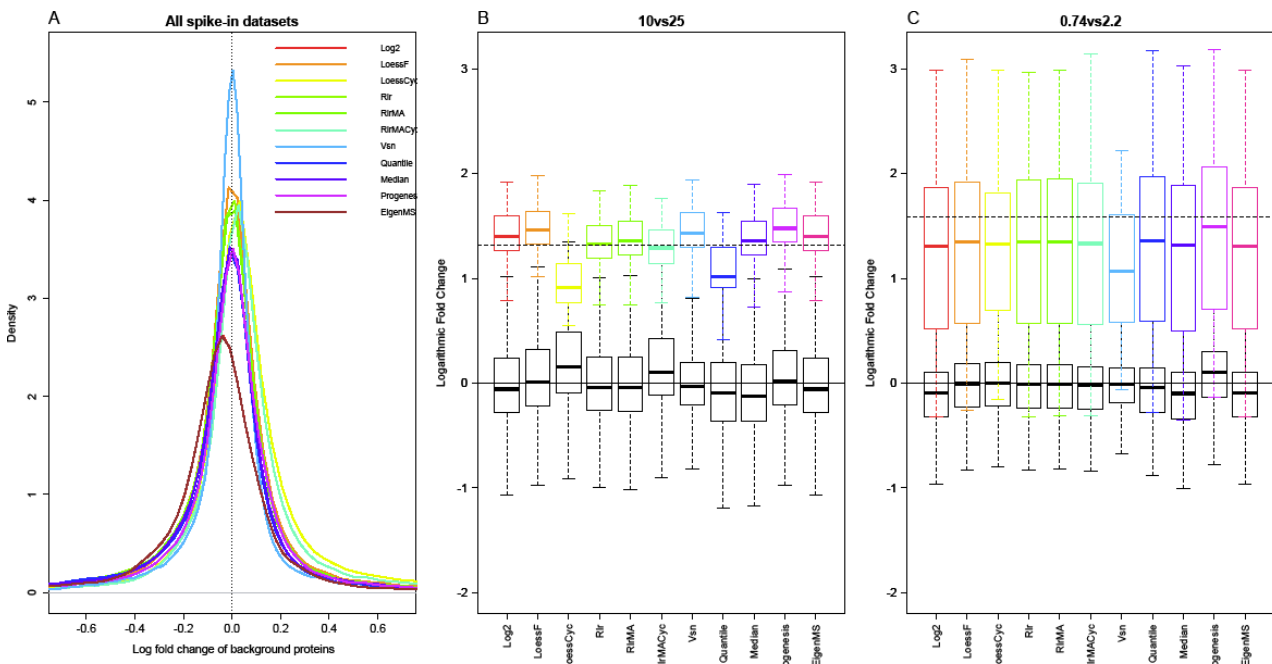 A
All spike-in datasets
Density
5
4
3
2
1
0
-0.6
-0.4
-0.2
0.0
0.2
0.4
0.6
Log fold change of background proteins
Log2
LoessF
LoessCyc
Rlr
RlrMA
RlrMACyc
Vsn
Quantile
Median
Progenes
EigenMS
B
10vs25
Logarithmic Fold Change
3
2
1
0
-1
-2
Log2
LoessF
oessCyc
Rlr
RlrMA
lrMACyc
Vsn
Quantile
Median
ogenesis
EigenMS
C
0.74vs2.2
Logarithmic Fold Change
3
2
1
0
-1
-2
Log2
LoessF
oessCyc
Rlr
RlrMA
lrMACyc
Vsn
Quantile
Median
ogenesis
EigenMS